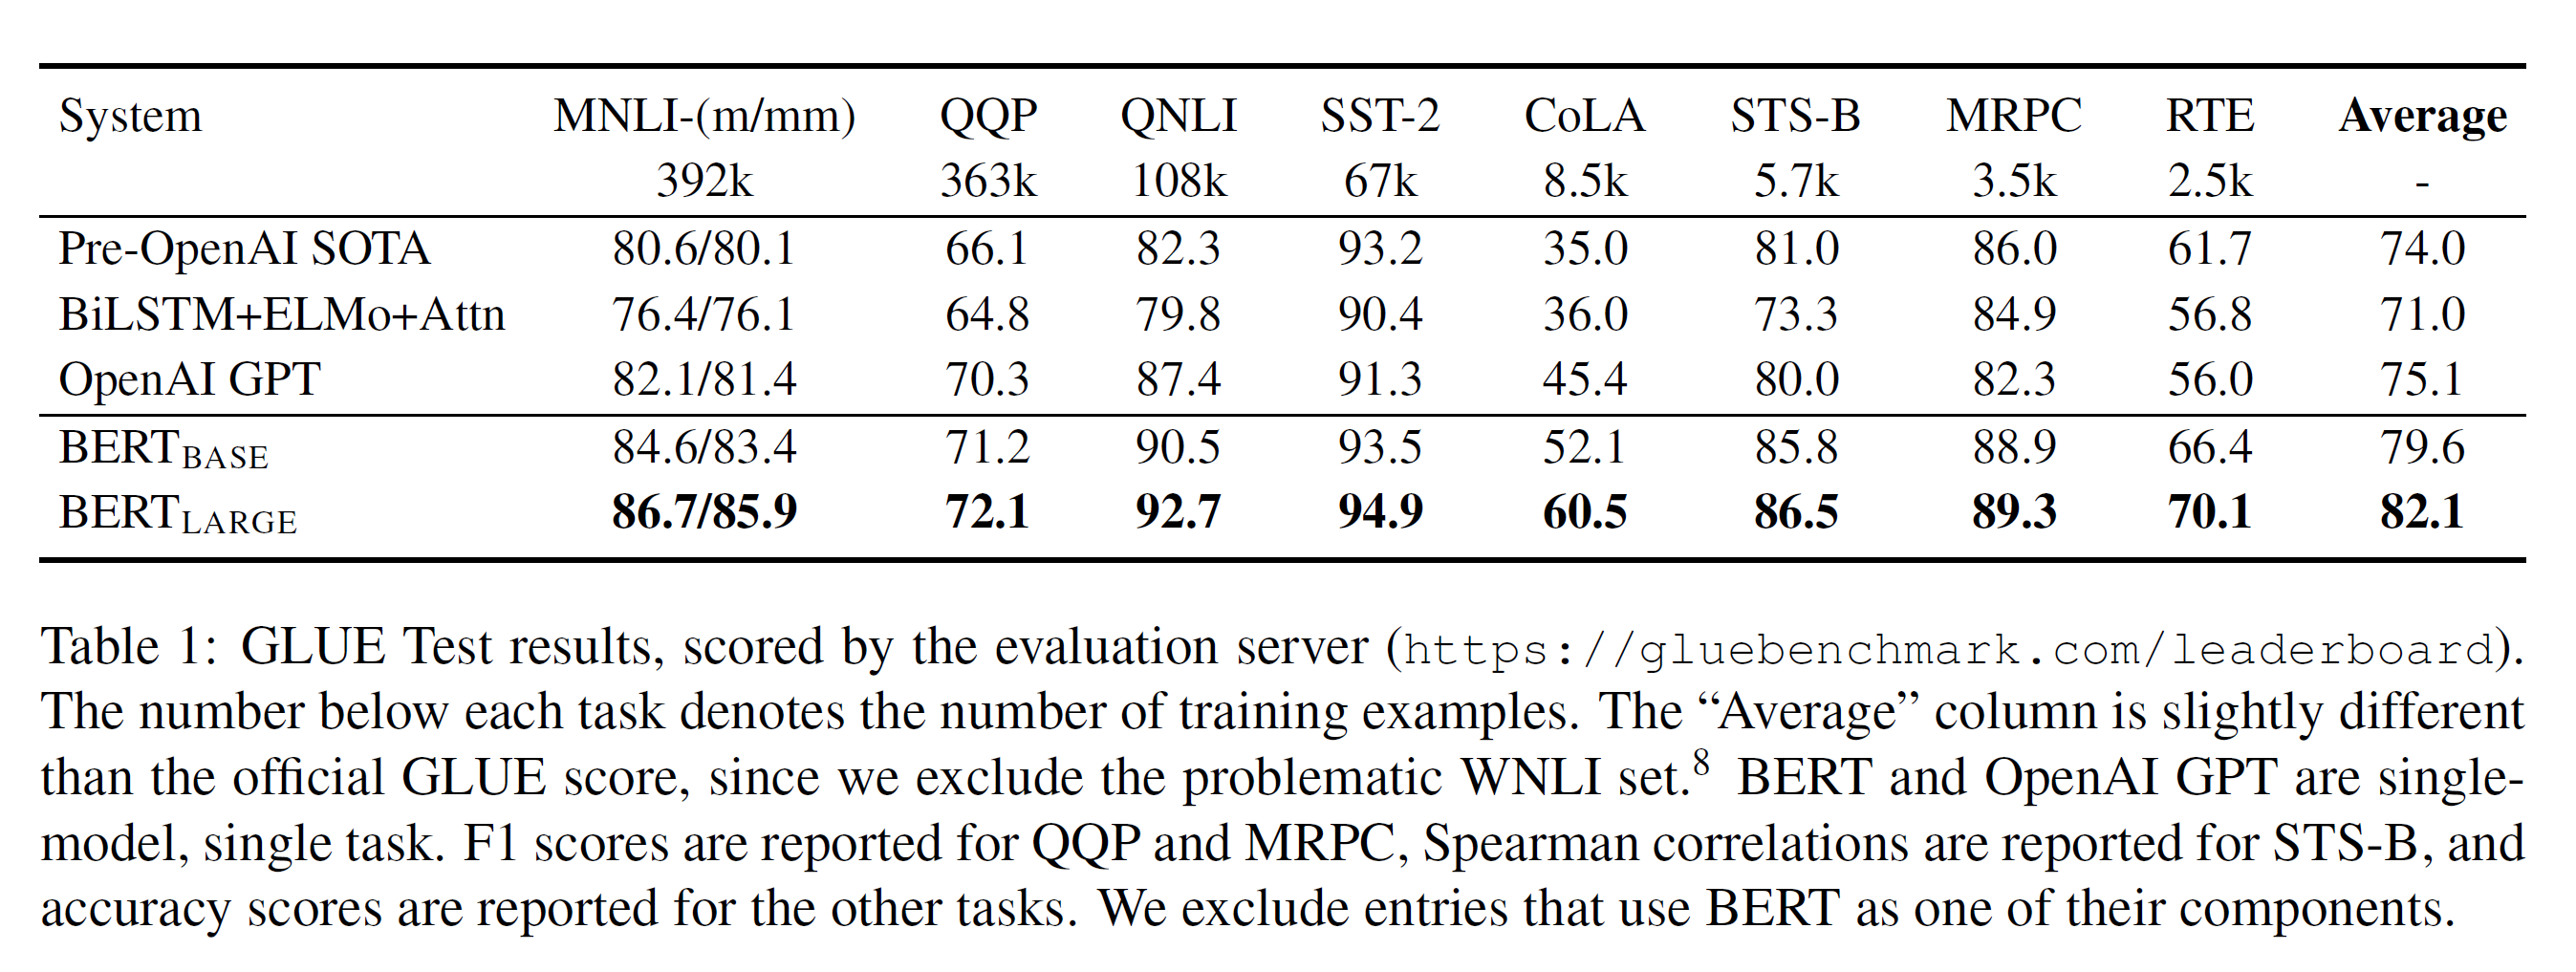 System MNLI-(m/mm) QQP QNLI SST-2 CoLA STS-B MRPC RTE Average
392k 363k 108k 67k 8.5k 5.7k 3.5k 2.5k -
Pre-OpenAI SOTA 80.6/80.1 66.1 82.3 93.2 35.0 81.0 86.0 61.7 74.0
BiLSTM+ELMo+Attn 76.4/76.1 64.8 79.8 90.4 36.0 73.3 84.9 56.8 71.0
OpenAI GPT 82.1/81.4 70.3 87.4 91.3 45.4 80.0 82.3 56.0 75.1
BERTBASE 84.6/83.4 71.2 90.5 93.5 52.1 85.8 88.9 66.4 79.6
BERTLARGE 86.7/85.9 72.1 92.7 94.9 60.5 86.5 89.3 70.1 82.1
Table 1: GLUE Test results, scored by the evaluation server (https://gluebenchmark.com/leaderboard).
The number below each task denotes the number of training examples. The “Average” column is slightly different
than the official GLUE score, since we exclude the problematic WNLI set.8 BERT and OpenAI GPT are single-
model, single task. F1 scores are reported for QQP and MRPC, Spearman correlations are reported for STS-B, and
accuracy scores are reported for the other tasks. We exclude entries that use BERT as one of their components.